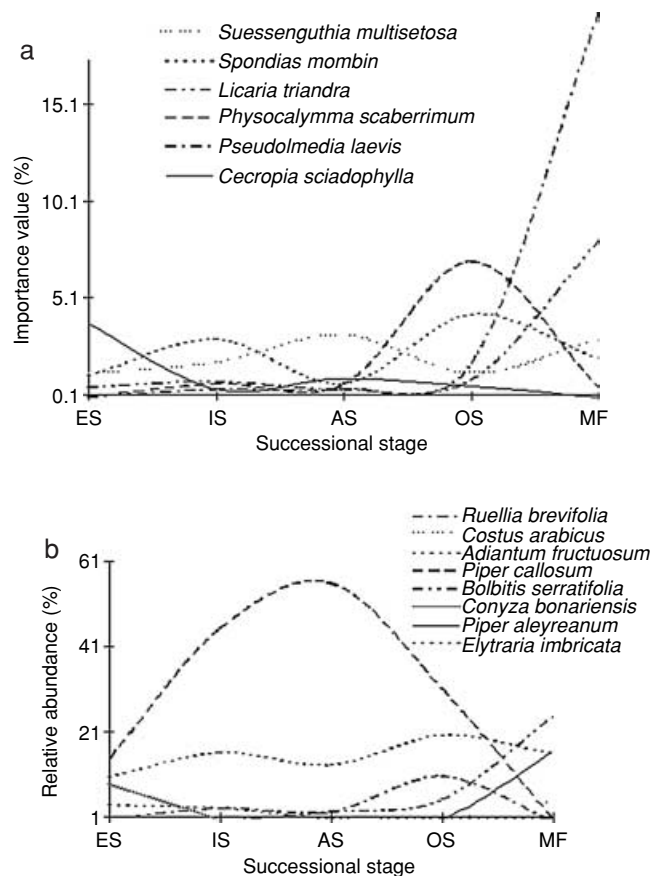 a
Suessenguthia multisetosa
Spondias mombin
Licaria triandra
Physocalymma scaberrimum
Pseudolmedia laevis
Cecropia sciadophylla
Importance value (%)
15.1
10.1
5.1
0.1
ES IS AS OS MF
Successional stage
b
Ruellia brevifolia
Costus arabicus
Adiantum fructuosum
Piper callosum
Bolbitis serratifolia
Conyza bonariensis
Piper aleyreanum
Elytraria imbricata
Relative abundance (%)
61
41
21
1
ES IS AS OS MF
Successional stage